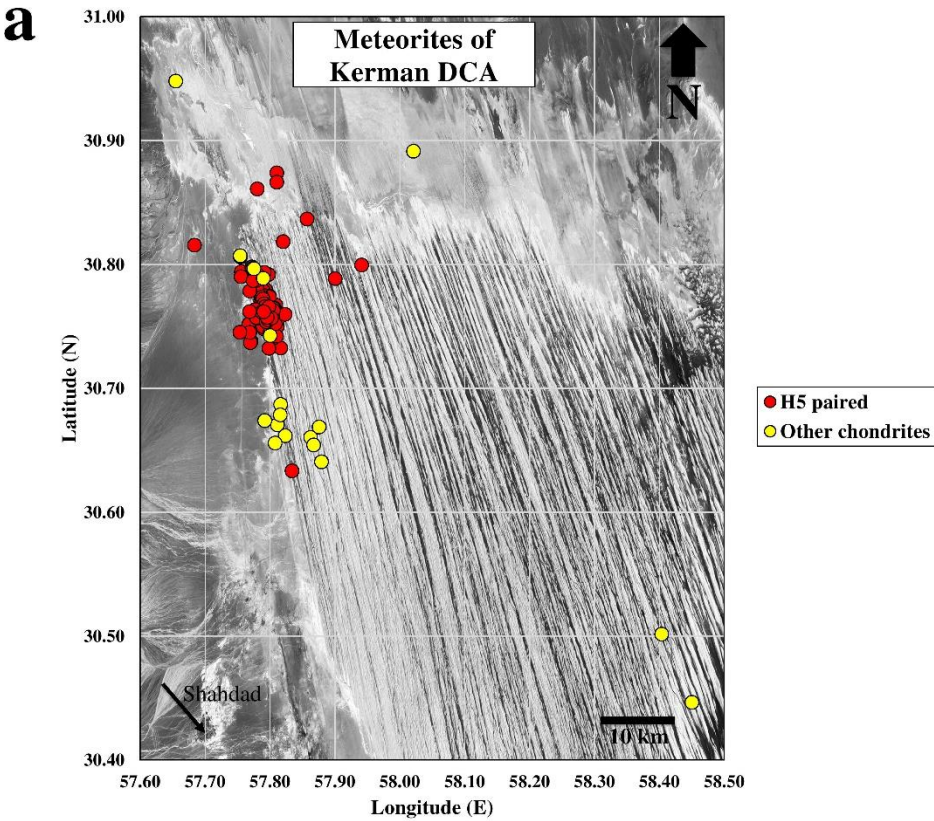 a
Meteorites of
Kerman DCA
N
31.00
30.90
30.80
30.70
30.60
30.50
30.40
Latitude (N)
H5 paired
Other chondrites
Shahdad
10 km
57.60 57.70 57.80 57.90 58.00 58.10 58.20 58.30 58.40 58.50
Longitude (E)